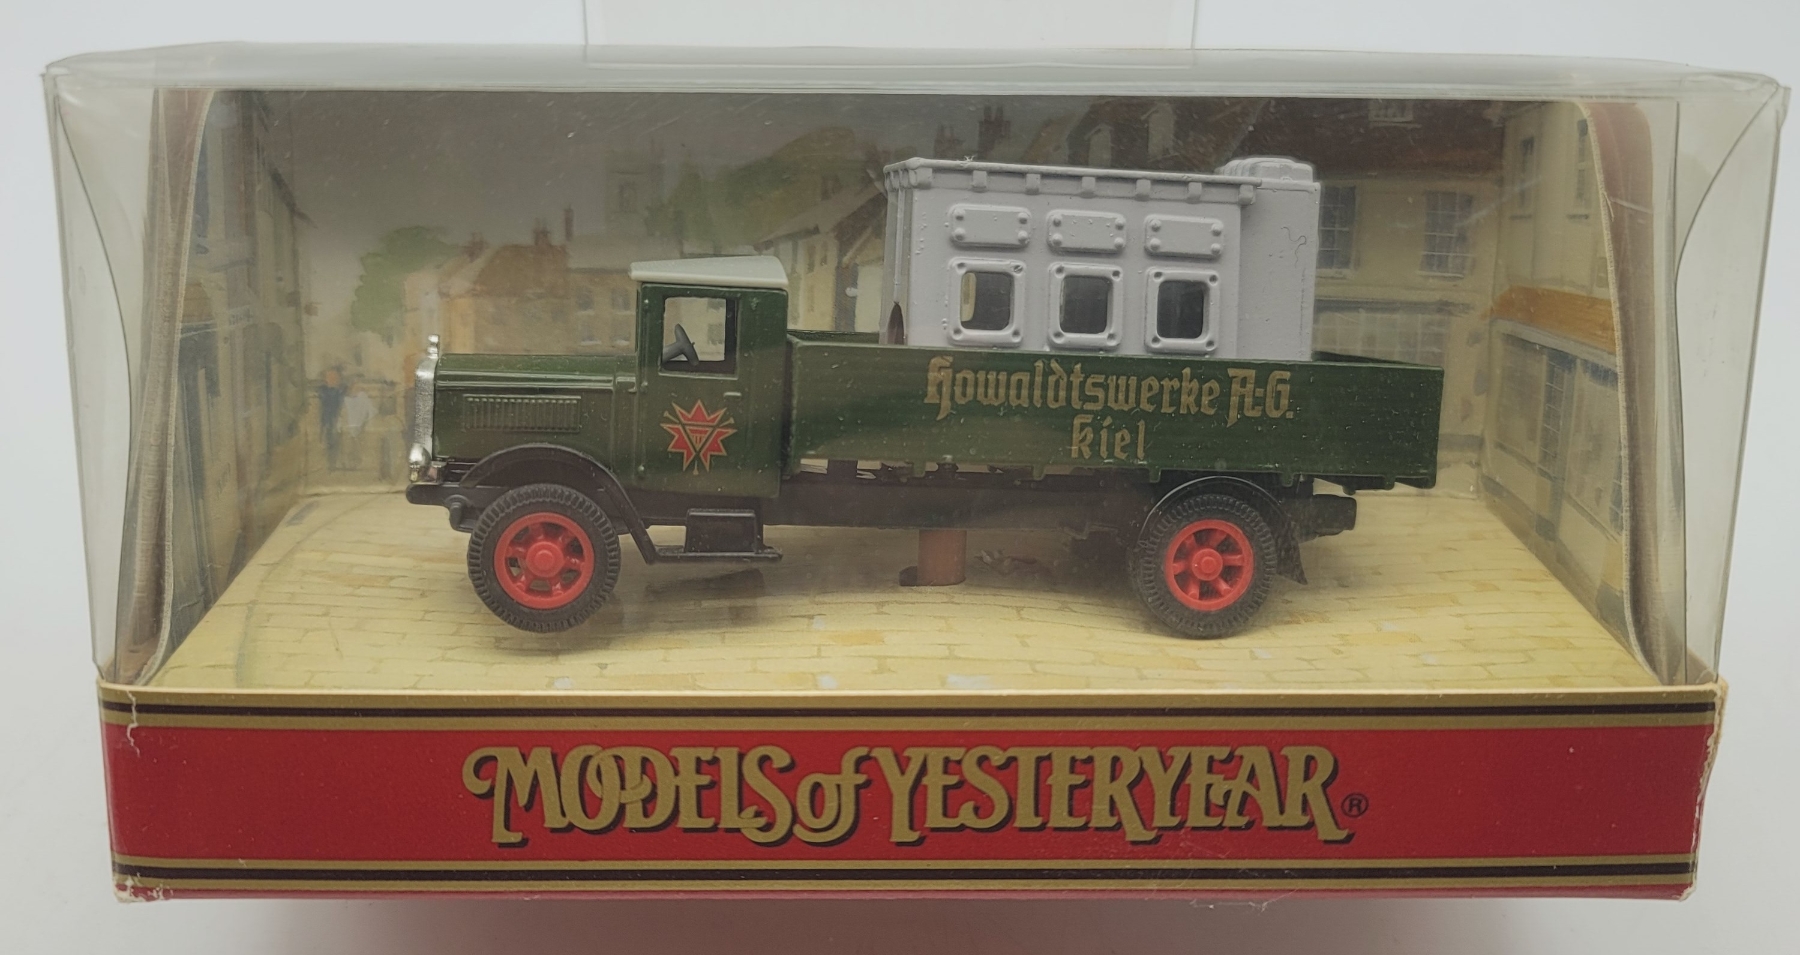 Howaldtswerke A:G.
Kiel
MODELS of YESTERYEAR®